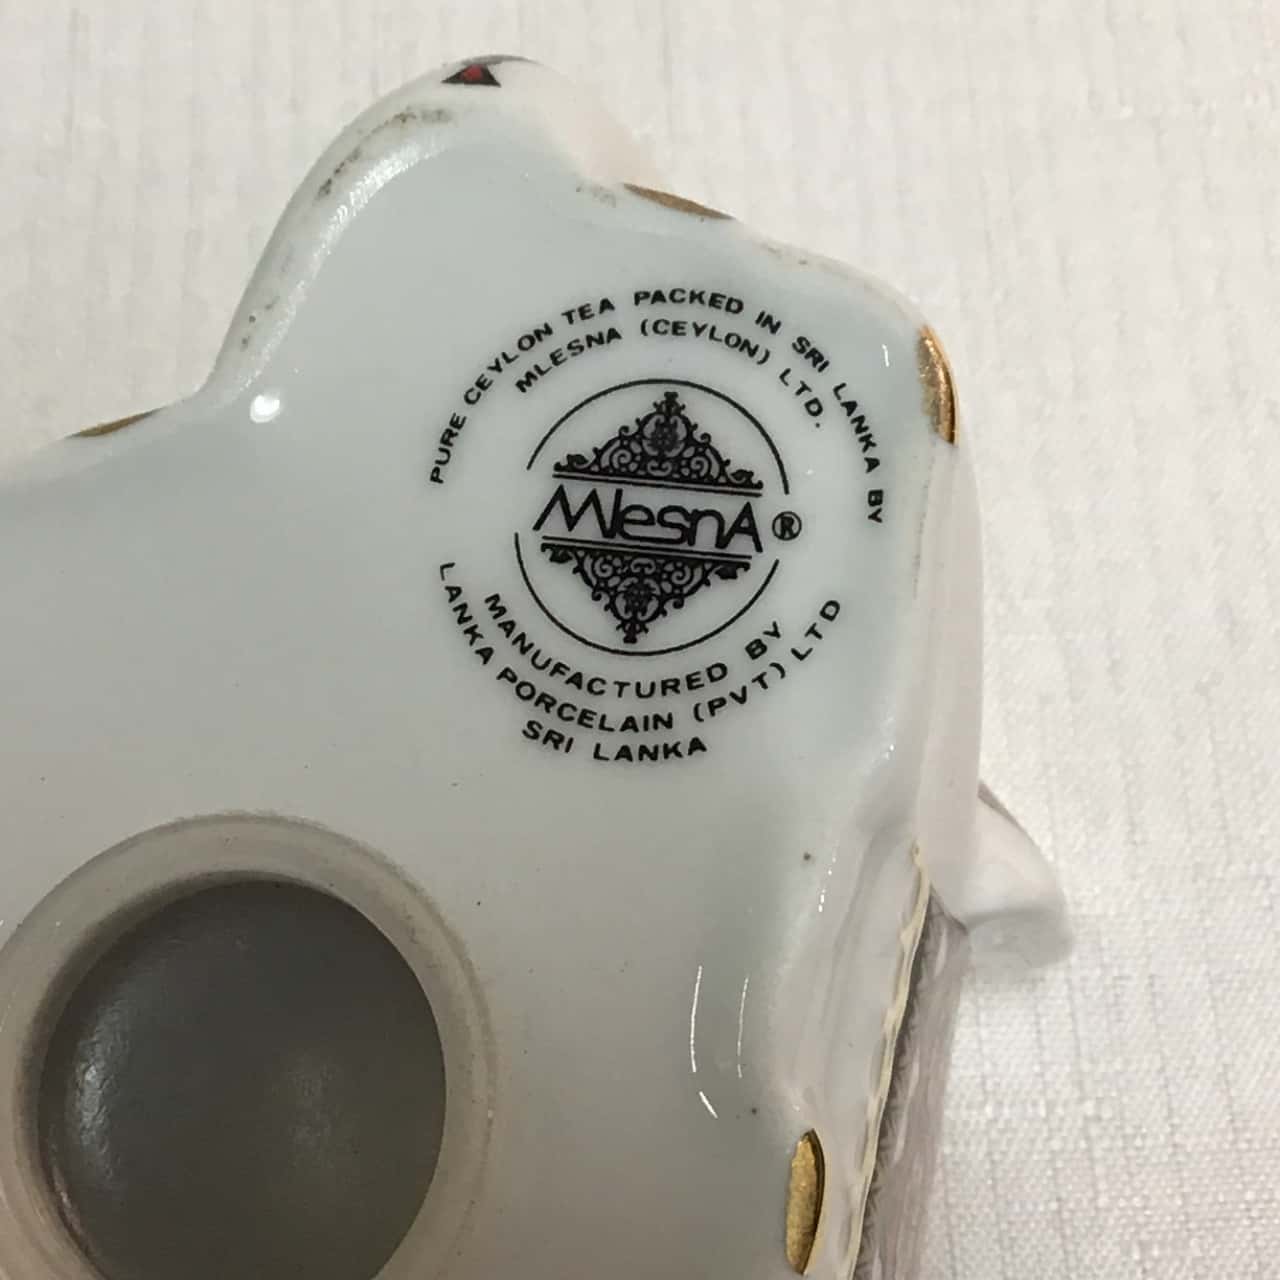 PURE CEYLON TEA PACKED IN SRI LANKA BY
MLESNA (CEYLON) LTD.
MlesnA ®
MANUFACTURED BY
LANKA PORCELAIN (PVT) LTD
SRI LANKA